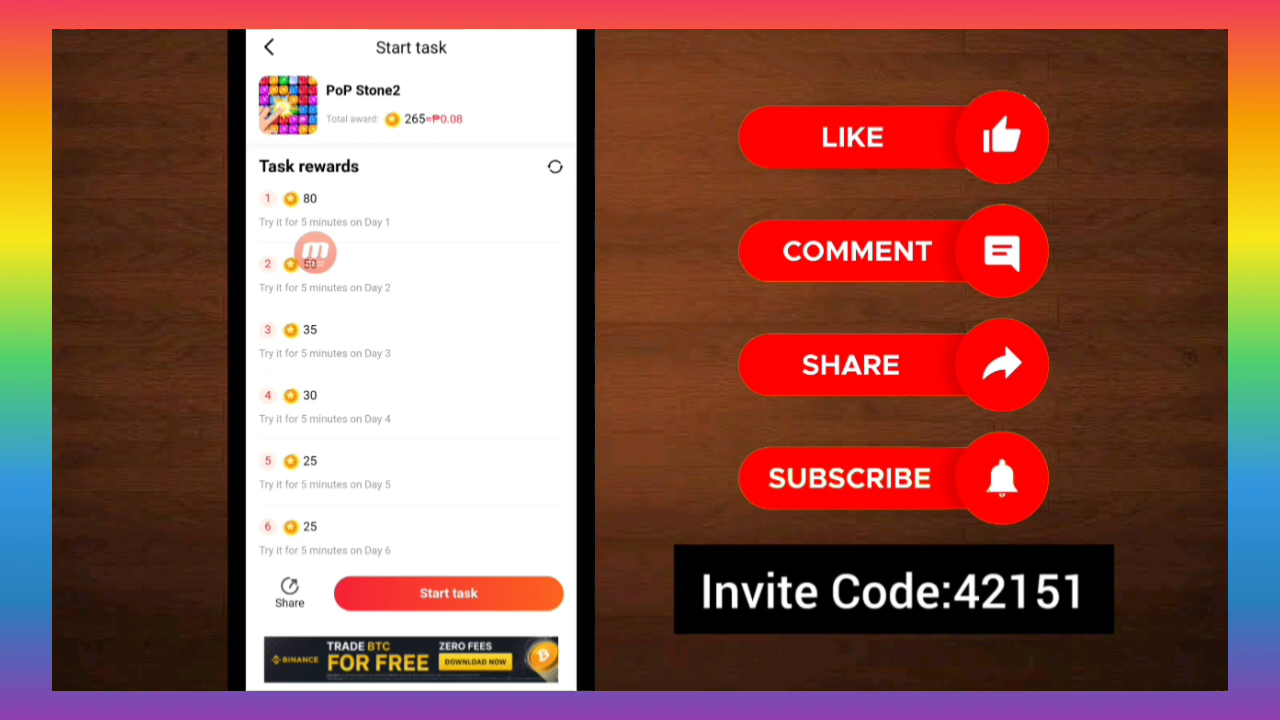 Start task
PoP Stone2
Total award: 265≈₱0.08
Task rewards
1 80
Try it for 5 minutes on Day 1
2 50
Try it for 5 minutes on Day 2
3 35
Try it for 5 minutes on Day 3
4 30
Try it for 5 minutes on Day 4
5 25
Try it for 5 minutes on Day 5
6 25
Try it for 5 minutes on Day 6
Share
Start task
BINANCE
TRADE BTC
FOR FREE
ZERO FEES
DOWNLOAD NOW
LIKE
COMMENT
SHARE
SUBSCRIBE
Invite Code:42151